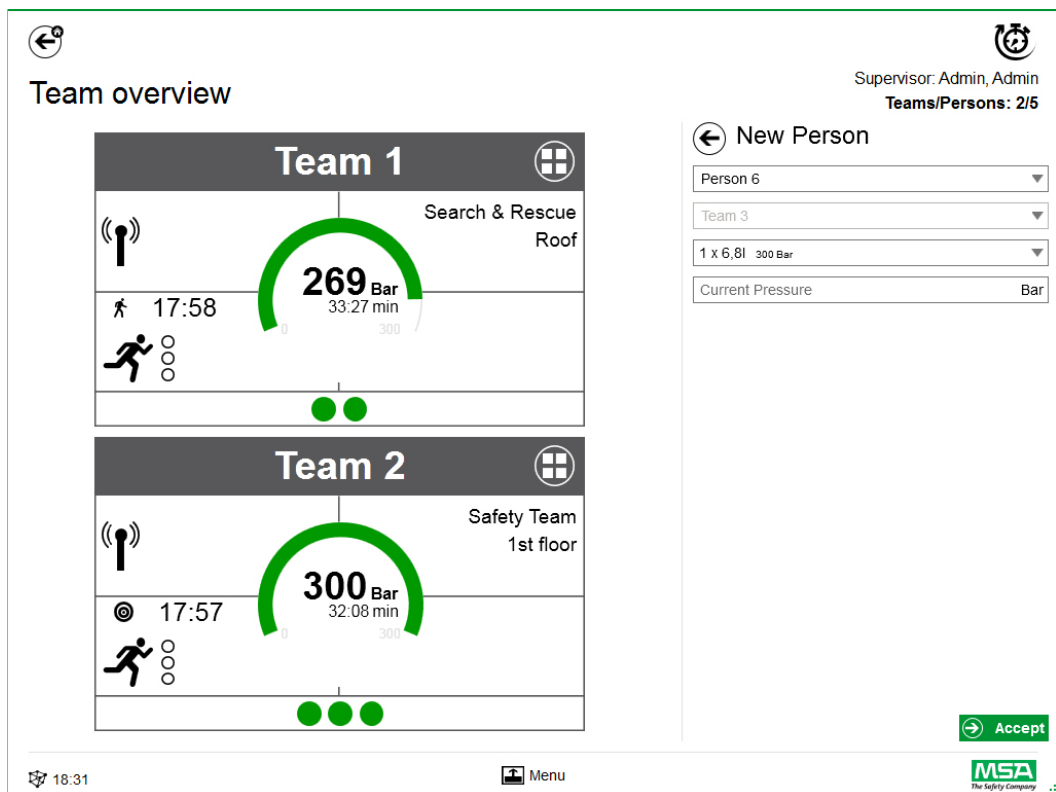 Team overview
Supervisor: Admin, Admin
Teams/Persons: 2/5
Team 1
Search & Rescue
Roof
269 Bar
33:27 min
0 300
17:58
Team 2
Safety Team
1st floor
300 Bar
32:08 min
0 300
17:57
New Person
Person 6
Team 3
1 x 6,8l 300 Bar
Current Pressure Bar
Accept
18:31
Menu
MSA
The Safety Company